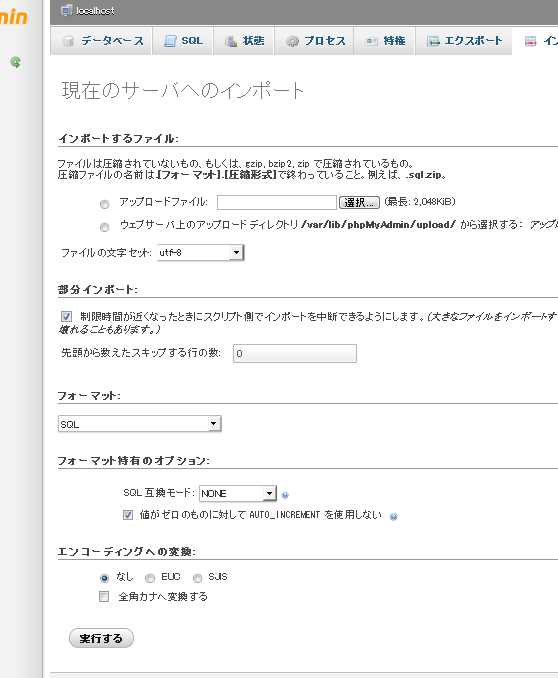 localhost
データベース SQL 状態 プロセス 特権 エクスポート
現在のサーバへのインポート
インポートするファイル:
ファイルは圧縮されていないもの、もしくは、gzip, bzip2, zip で圧縮されているもの。
圧縮ファイルの名前は .[フォーマット].[圧縮形式] で終わっていること。例えば、.sql.zip。
アップロードファイル: 選択... (最長: 2,048KiB)
ウェブサーバ上のアップロードディレクトリ /var/lib/phpMyAdmin/upload/ から選択する:
ファイルの文字セット: utf-8
部分インポート:
制限時間が近くなったときにスクリプト側でインポートを中断できるようにします。(大きなファイルをインポートす
壊れることもあります。)
先頭から数えたスキップする行の数: 0
フォーマット:
SQL
フォーマット特有のオプション:
SQL 互換モード: NONE
値がゼロのものに対して AUTO_INCREMENT を使用しない
エンコーディングへの変換:
なし EUC SJIS
全角カナへ変換する
実行する